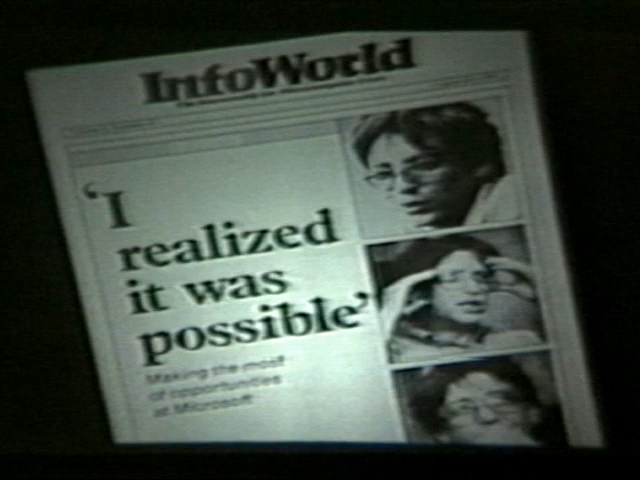 InfoWorld
'I
realized
it was
possible'
Making the most
of opportunities
at Microsoft